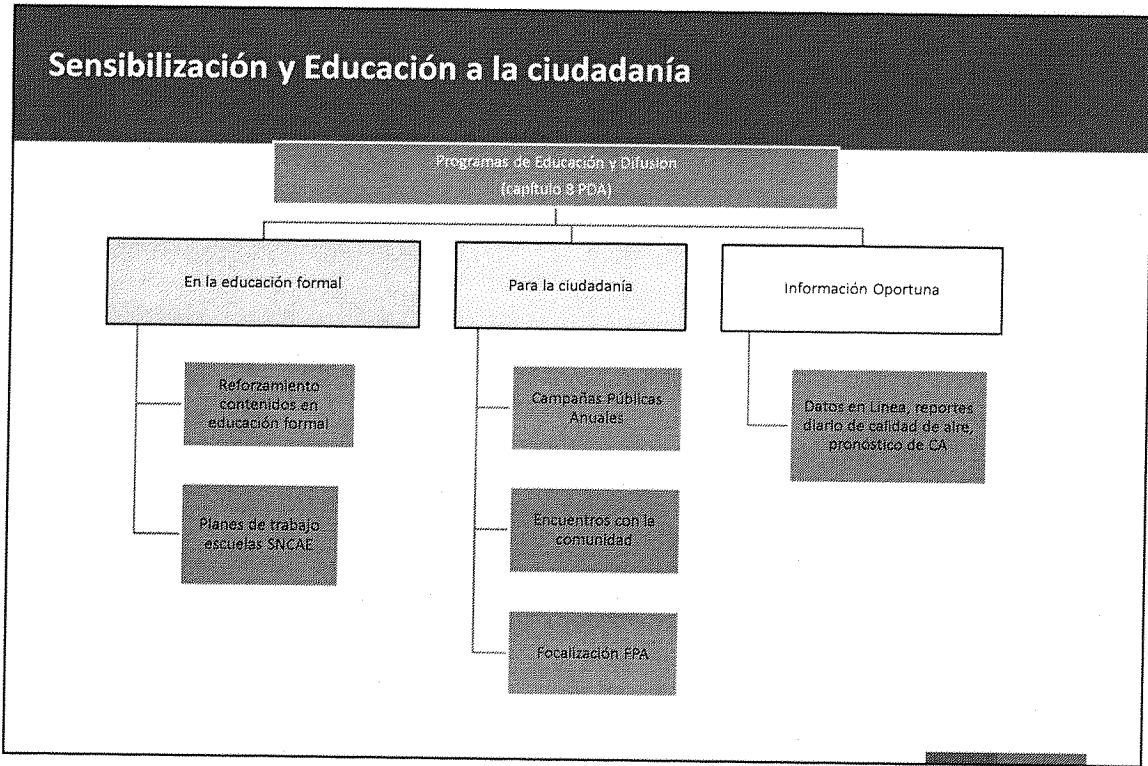 Sensibilización y Educación a la ciudadanía
Programas de Educación y Difusion
(capítulo 8 PDA)
En la educación formal
Reforzamiento
contenidos en
educación formal
Planes de trabajo
escuelas SNCAE
Para la ciudadanía
Campañas Públicas
Anuales
Encuentros con la
comunidad
Focalización FPA
Información Oportuna
Datos en Línea, reportes
diario de calidad de aire,
pronóstico de CA